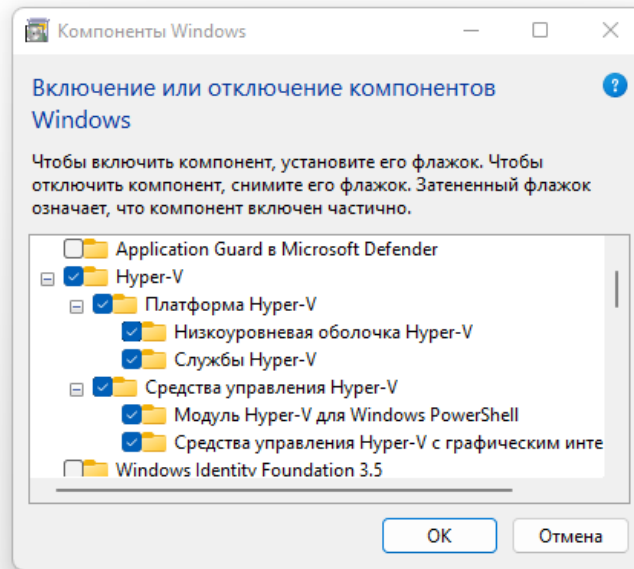 Компоненты Windows
Включение или отключение компонентов
Windows
?
Чтобы включить компонент, установите его флажок. Чтобы
отключить компонент, снимите его флажок. Затененный флажок
означает, что компонент включен частично.
Application Guard в Microsoft Defender
Hyper-V
Платформа Hyper-V
Низкоуровневая оболочка Hyper-V
Службы Hyper-V
Средства управления Hyper-V
Модуль Hyper-V для Windows PowerShell
Средства управления Hyper-V с графическим инте
Windows Identity Foundation 3.5
ОК
Отмена